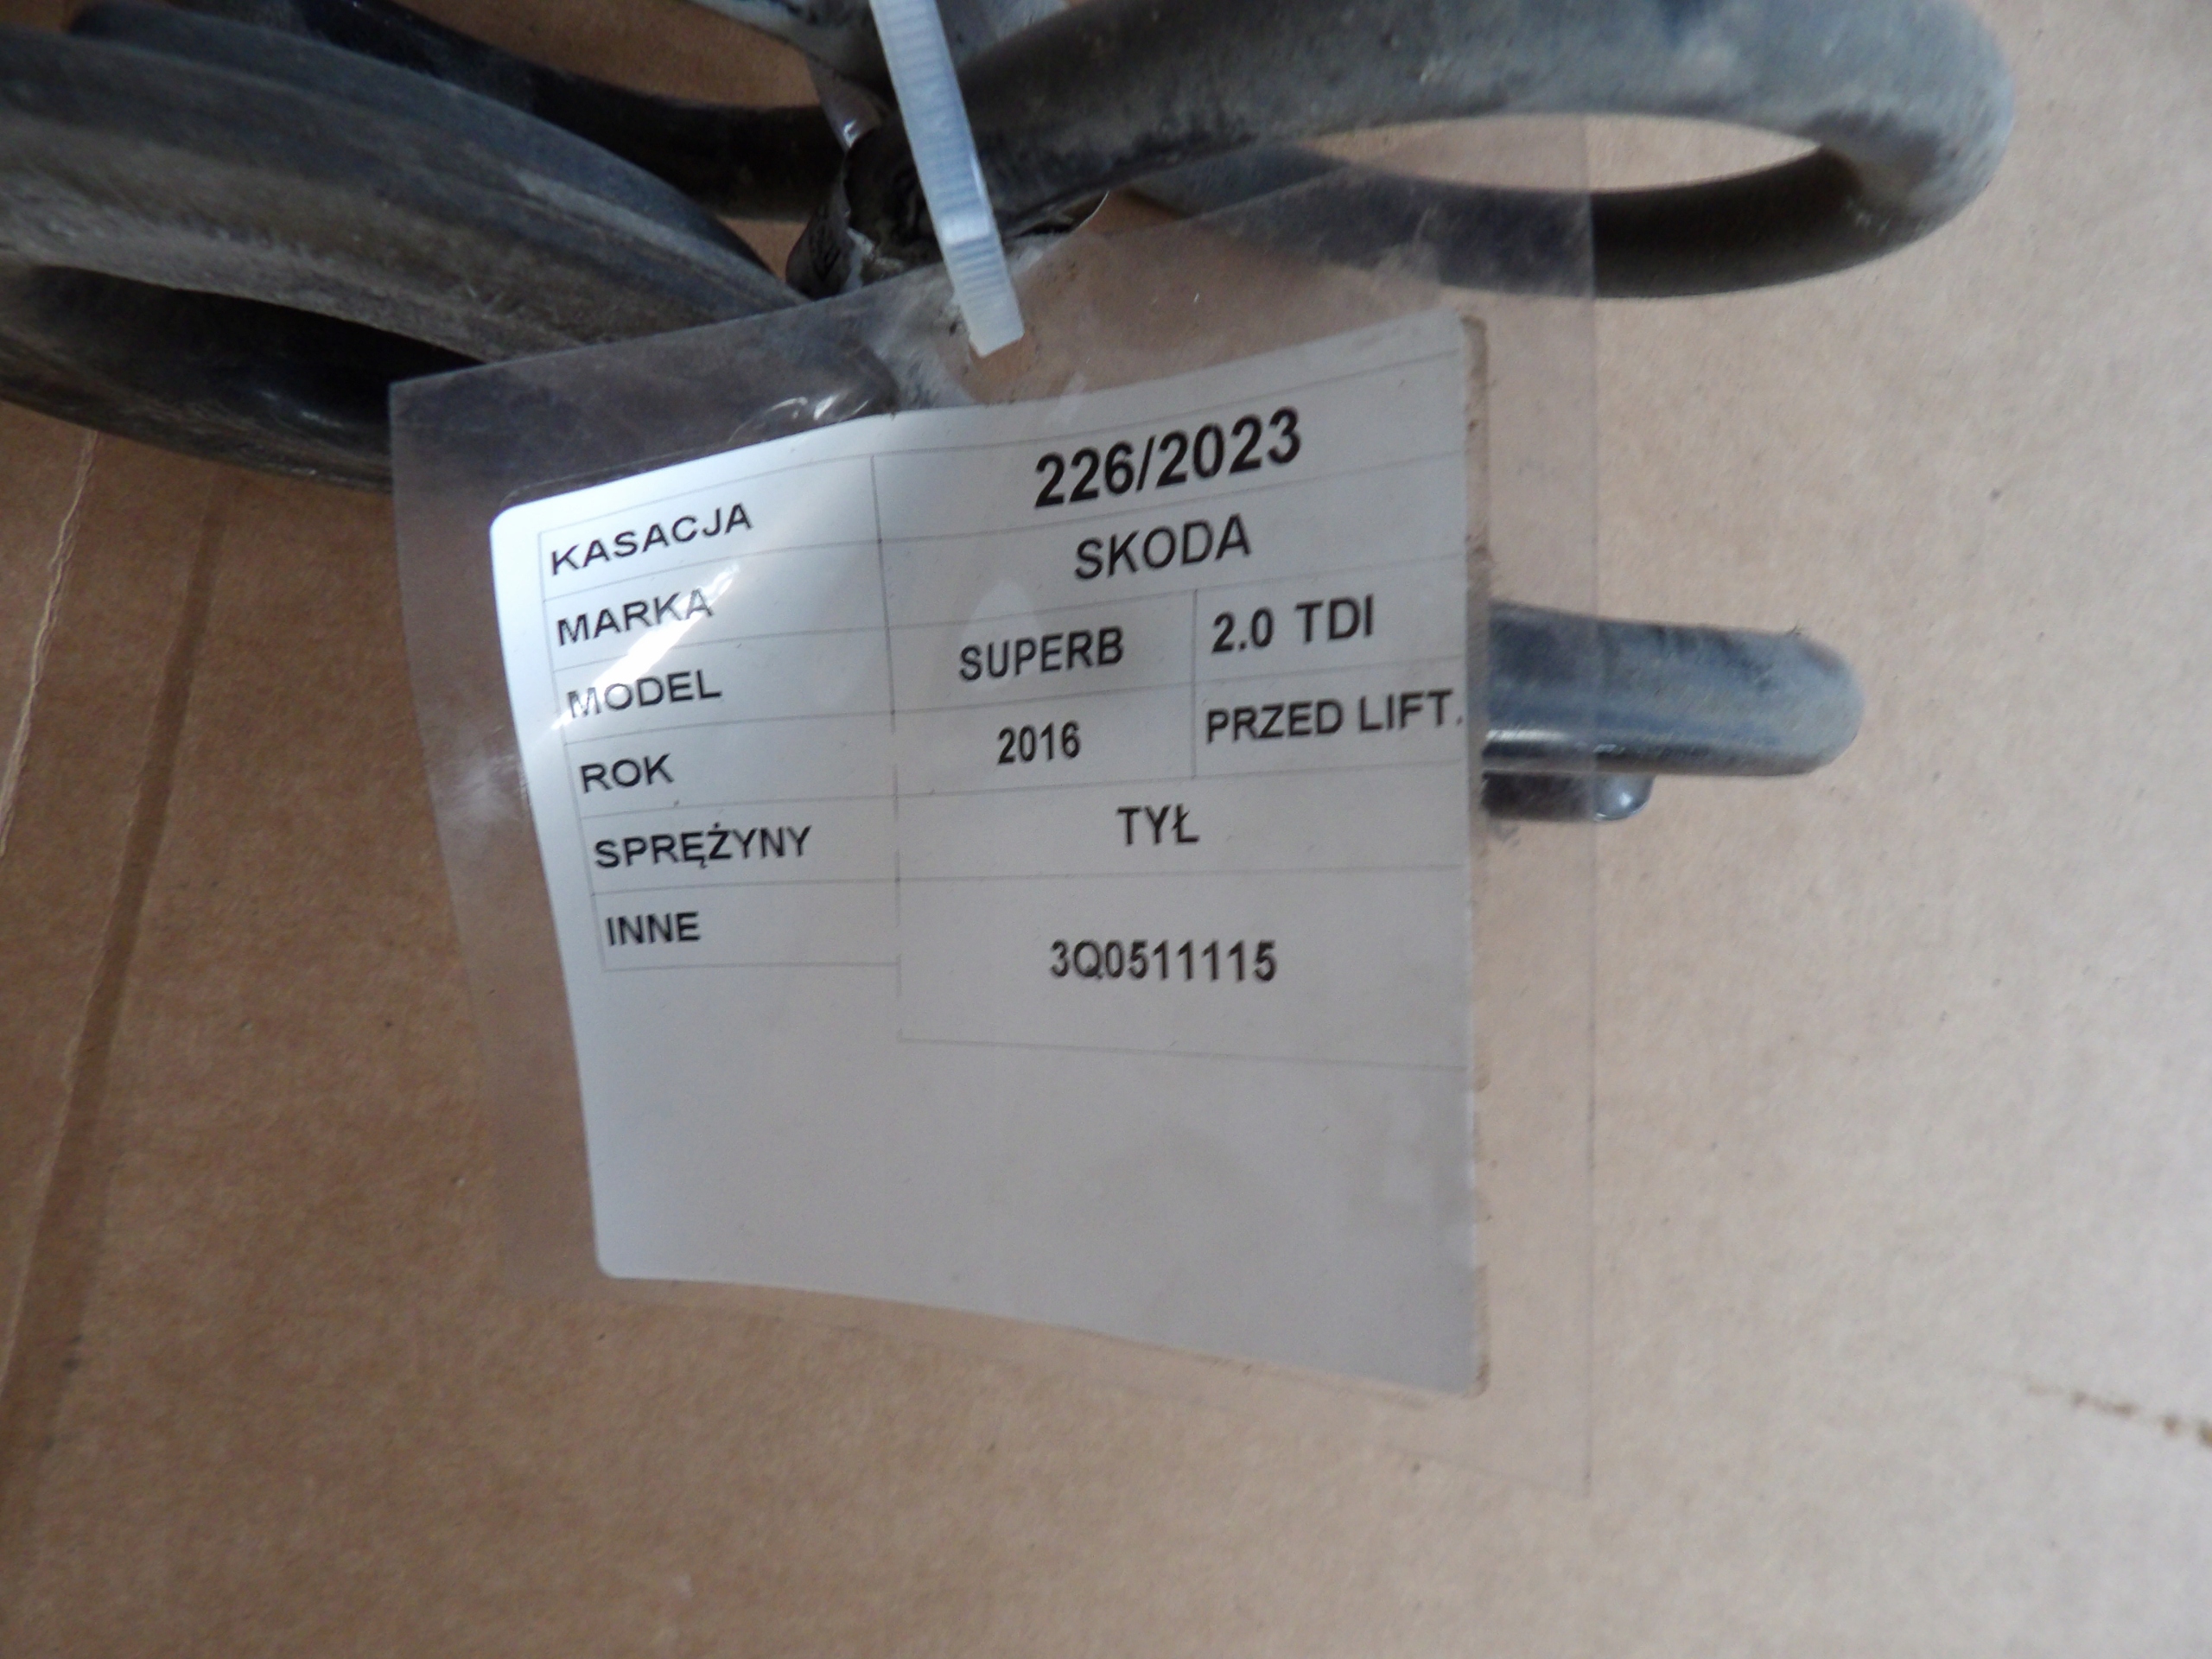 KASACJA 226/2023
MARKA SKODA
MODEL SUPERB 2.0 TDI
ROK 2016 PRZED LIFT.
SPRĘŻYNY TYŁ
INNE 3Q0511115